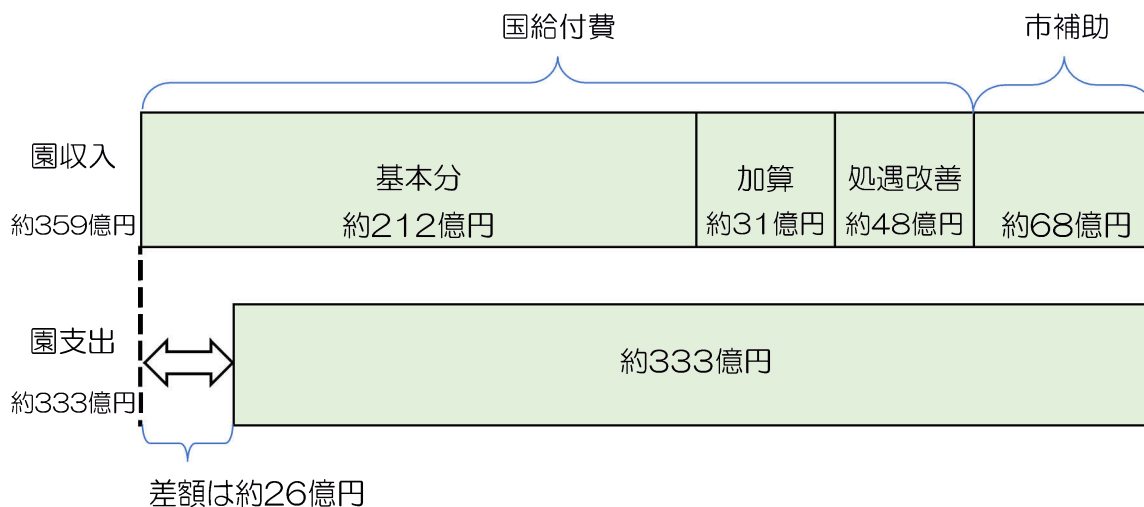 国給付費
市補助
園収入
約359億円
基本分
約212億円
加算
約31億円
処遇改善
約48億円
約68億円
園支出
約333億円
約333億円
差額は約26億円